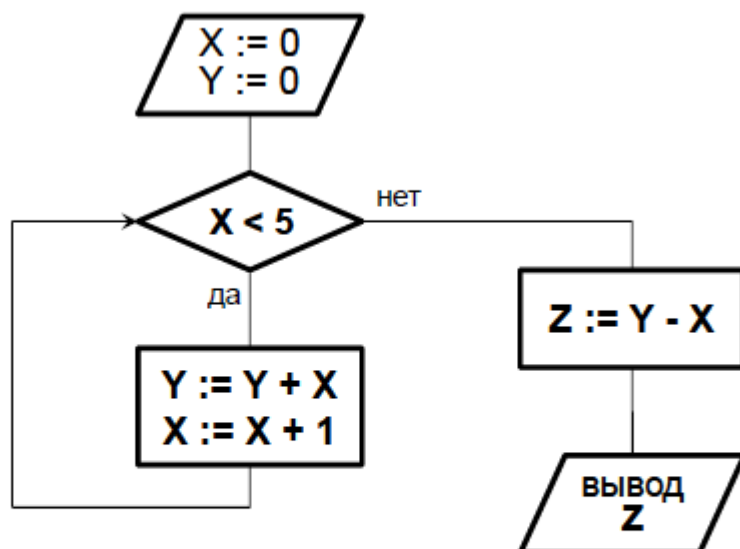 X := 0
Y := 0
X < 5
нет
да
Y := Y + X
X := X + 1
Z := Y - X
вывод
Z